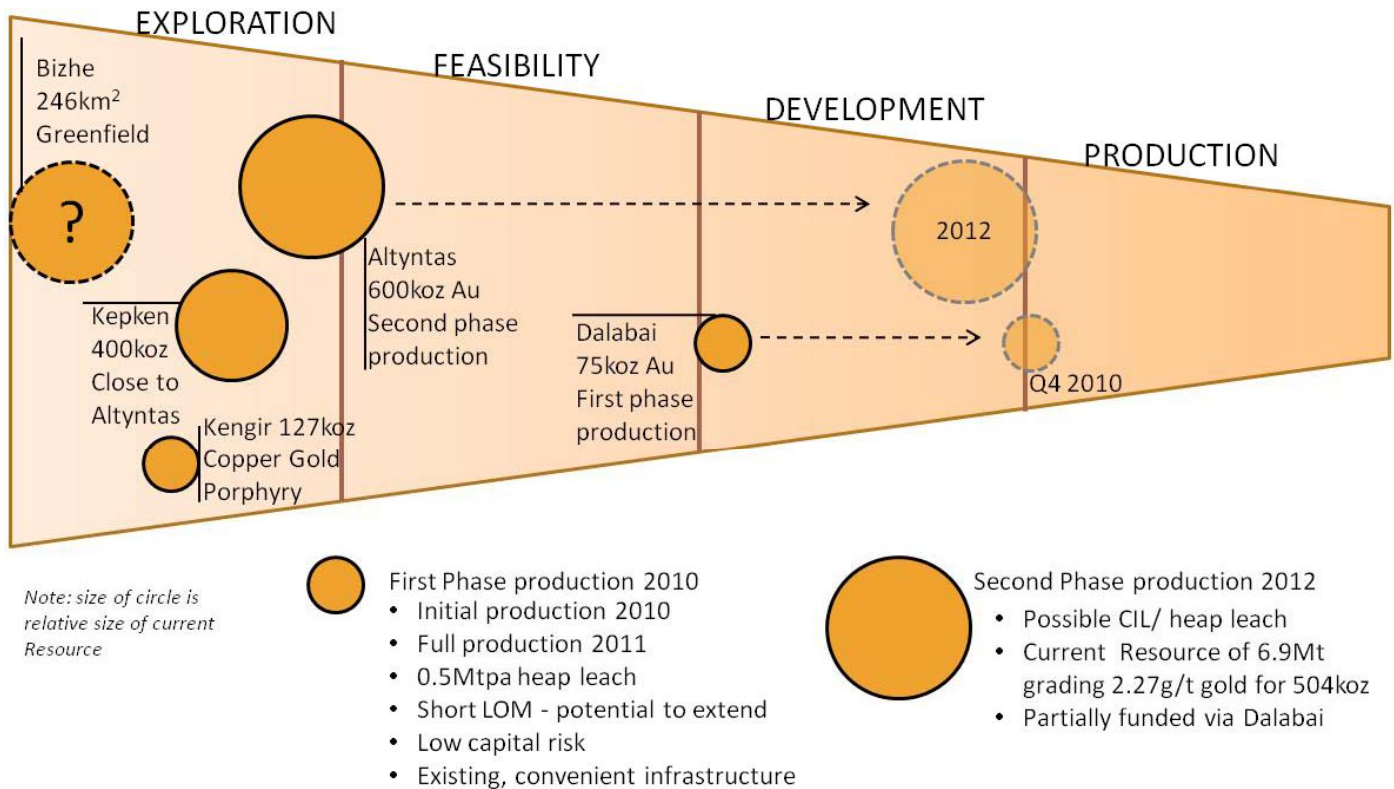 EXPLORATION
FEASIBILITY
DEVELOPMENT
PRODUCTION
Bizhe
246km²
Greenfield
?
Kepken
400koz
Close to
Altyntas
Kengir 127koz
Copper Gold
Porphyry
Altyntas
600koz Au
Second phase
production
Dalabai
75koz Au
First phase
production
2012
Q4 2010
Note: size of circle is
relative size of current
Resource
First Phase production 2010
• Initial production 2010
• Full production 2011
• 0.5Mtpa heap leach
• Short LOM - potential to extend
• Low capital risk
• Existing, convenient infrastructure
Second Phase production 2012
• Possible CIL/ heap leach
• Current Resource of 6.9Mt
grading 2.27g/t gold for 504koz
• Partially funded via Dalabai